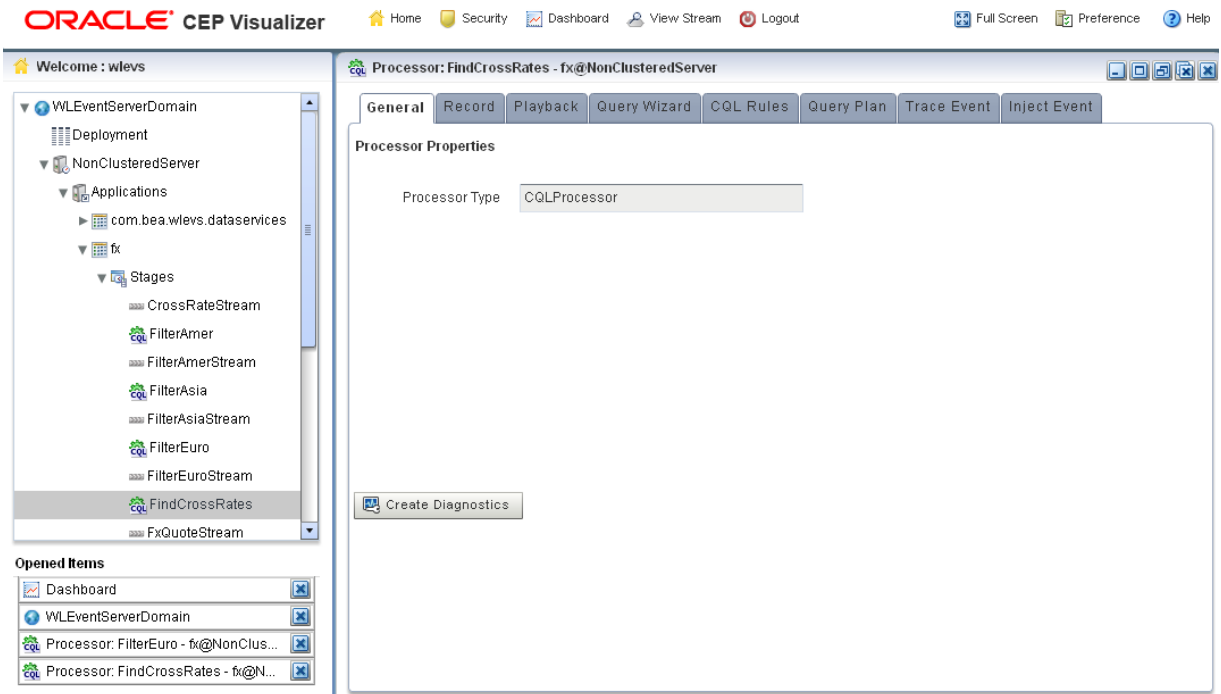 ORACLE CEP Visualizer Home Security Dashboard View Stream Logout Full Screen Preference Help
Welcome : wlevs
WLEventServerDomain
Deployment
NonClusteredServer
Applications
com.bea.wlevs.dataservices
fx
Stages
CrossRateStream
FilterAmer
FilterAmerStream
FilterAsia
FilterAsiaStream
FilterEuro
FilterEuroStream
FindCrossRates
FxQuoteStream
Opened Items
Dashboard
WLEventServerDomain
Processor: FilterEuro - fx@NonClus...
Processor: FindCrossRates - fx@N...
Processor: FindCrossRates - fx@NonClusteredServer
General Record Playback Query Wizard CQL Rules Query Plan Trace Event Inject Event
Processor Properties
Processor Type CQLProcessor
Create Diagnostics